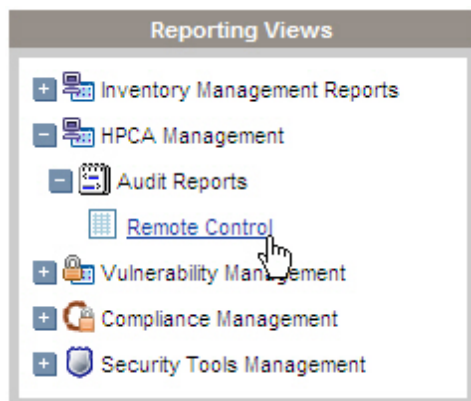 Reporting Views
Inventory Management Reports
HPCA Management
Audit Reports
Remote Control
Vulnerability Management
Compliance Management
Security Tools Management